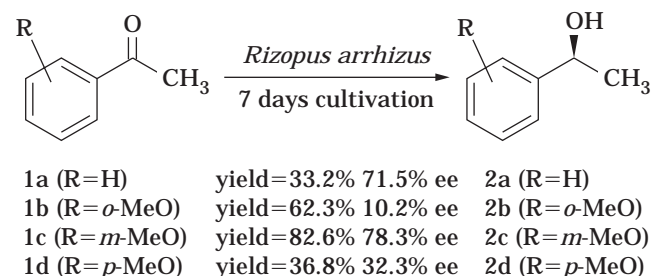 R
O
CH3
Rizopus arrhizus
7 days cultivation
R
OH
CH3
1a (R=H) yield=33.2% 71.5% ee 2a (R=H)
1b (R=o-MeO) yield=62.3% 10.2% ee 2b (R=o-MeO)
1c (R=m-MeO) yield=82.6% 78.3% ee 2c (R=m-MeO)
1d (R=p-MeO) yield=36.8% 32.3% ee 2d (R=p-MeO)